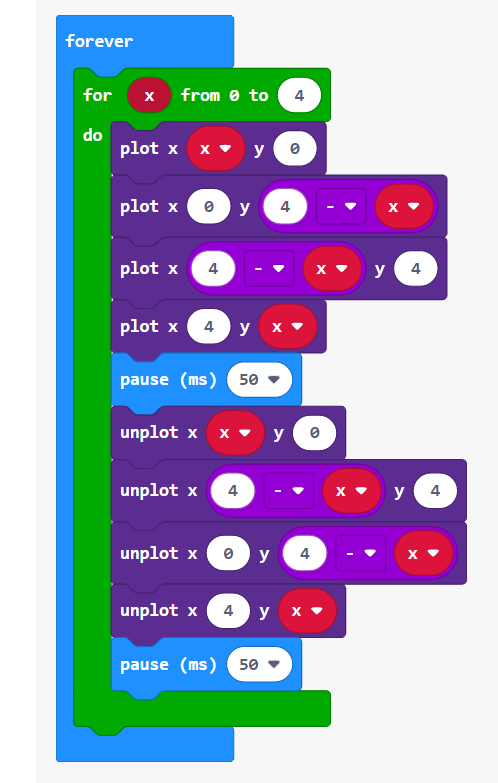 forever
for x from 0 to 4
do
plot x x y 0
plot x 0 y 4 - x
plot x 4 - x y 4
plot x 4 y x
pause (ms) 50
unplot x x y 0
unplot x 4 - x y 4
unplot x 0 y 4 - x
unplot x 4 y x
pause (ms) 50